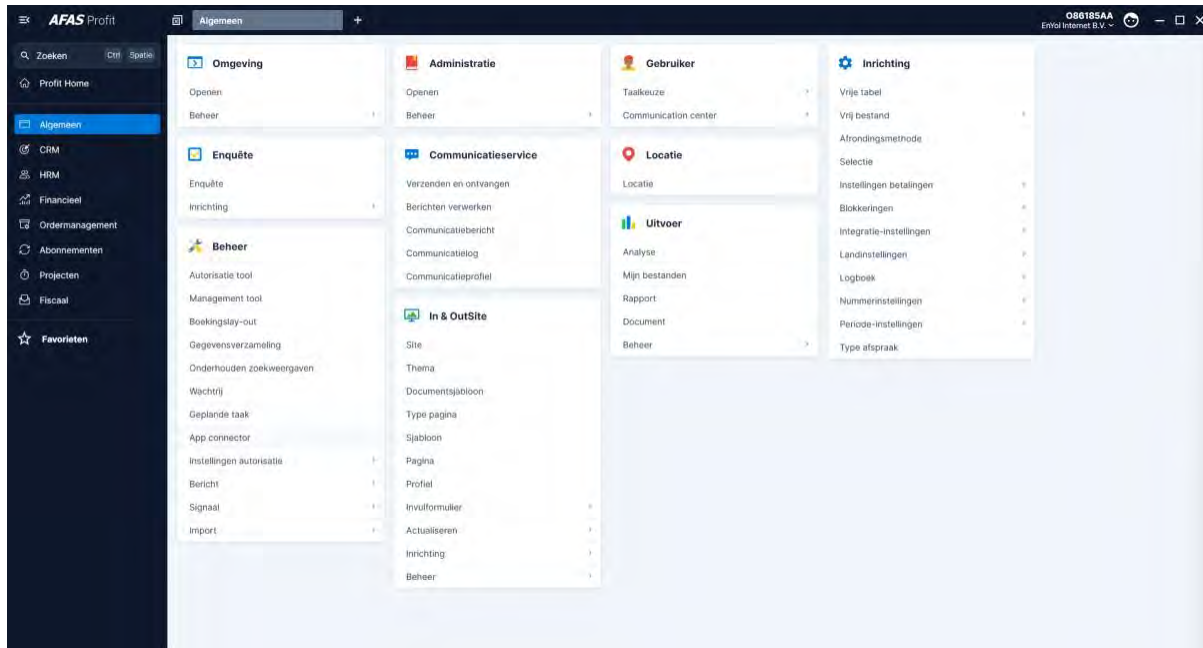 AFAS Profit
Algemeen
+
O86185AA
EnYoi Internet B.V.
Zoeken Ctrl Spatie
Profit Home
Algemeen
CRM
HRM
Financieel
Ordermanagement
Abonnementen
Projecten
Fiscaal
Favorieten
Omgeving
Openen
Beheer
Enquête
Enquête
Inrichting
Beheer
Autorisatie tool
Management tool
Boekingslay-out
Gegevensverzameling
Onderhouden zoekweergaven
Wachtrij
Geplande taak
App connector
Instellingen autorisatie
Bericht
Signaal
Import
Administratie
Openen
Beheer
Communicatieservice
Verzenden en ontvangen
Berichten verwerken
Communicatiebericht
Communicatielog
Communicatieprofiel
In & OutSite
Site
Thema
Documentsjabloon
Type pagina
Sjabloon
Pagina
Profiel
Invulformulier
Actualiseren
Inrichting
Beheer
Gebruiker
Taalkeuze
Communication center
Locatie
Locatie
Uitvoer
Analyse
Mijn bestanden
Rapport
Document
Beheer
Inrichting
Vrije tabel
Vrij bestand
Afrondingsmethode
Selectie
Instellingen betalingen
Blokkeringen
Integratie-instellingen
Landinstellingen
Logboek
Nummerinstellingen
Periode-instellingen
Type afspraak